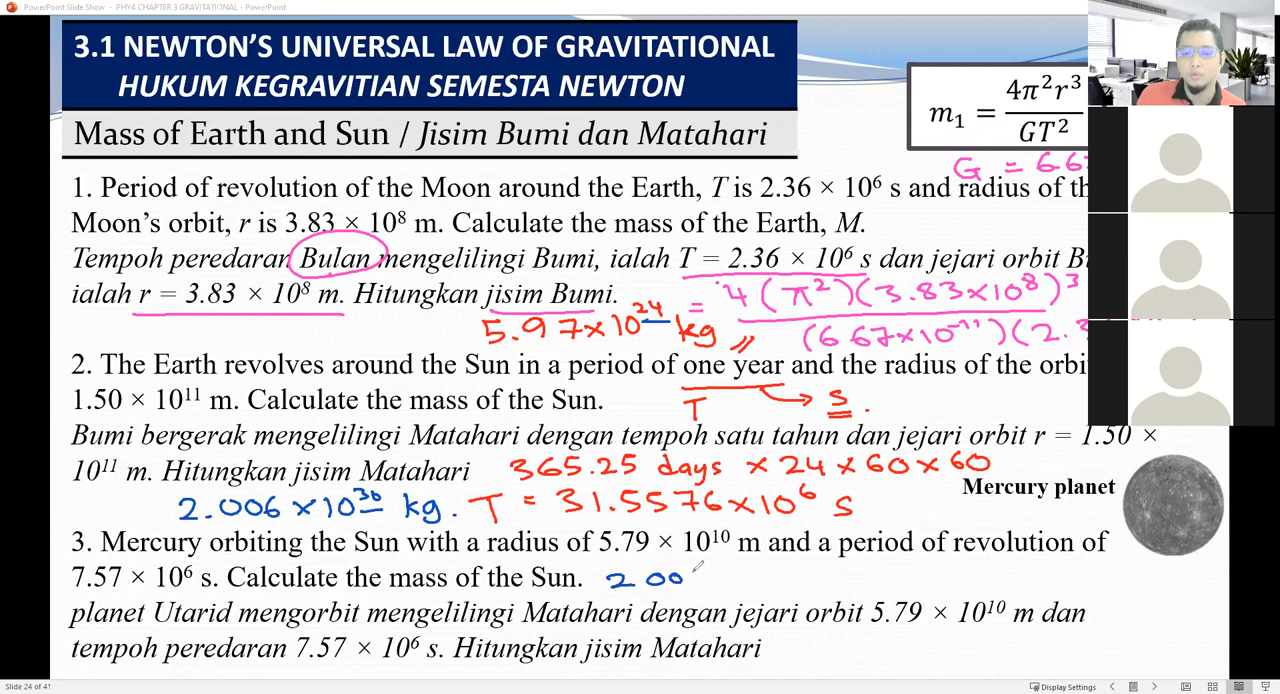 PowerPoint Slide Show - PHY4 CHAPTER 3 GRAVITATIONAL - PowerPoint
3.1 NEWTON'S UNIVERSAL LAW OF GRAVITATIONAL
HUKUM KEGRAVITIAN SEMESTA NEWTON
Mass of Earth and Sun / Jisim Bumi dan Matahari
m₁ = 4π²r³ / GT²
G = 6.67
1. Period of revolution of the Moon around the Earth, T is 2.36 × 10⁶ s and radius of
Moon's orbit, r is 3.83 × 10⁸ m. Calculate the mass of the Earth, M.
Tempoh peredaran Bulan mengelilingi Bumi, ialah T = 2.36 × 10⁶ s dan jejari orbit
ialah r = 3.83 × 10⁸ m. Hitungkan jisim Bumi.
= 4(π²)(3.83×10⁸)³
(6.67×10⁻¹¹)(2.3
5.97×10²⁴ kg //
2. The Earth revolves around the Sun in a period of one year and the radius of the
1.50 × 10¹¹ m. Calculate the mass of the Sun.
T → s.
Bumi bergerak mengelilingi Matahari dengan tempoh satu tahun dan jejari orbit r = 1.50 ×
10¹¹ m. Hitungkan jisim Matahari
365.25 days × 24 × 60 × 60
Mercury planet
2.006 × 10³⁰ kg.
T = 31.5576 × 10⁶ s
3. Mercury orbiting the Sun with a radius of 5.79 × 10¹⁰ m and a period of revolution of
7.57 × 10⁶ s. Calculate the mass of the Sun.
2 00
planet Utarid mengorbit mengelilingi Matahari dengan jejari orbit 5.79 × 10¹⁰ m dan
tempoh peredaran 7.57 × 10⁶ s. Hitungkan jisim Matahari
Slide 24 of 41
Display Settings